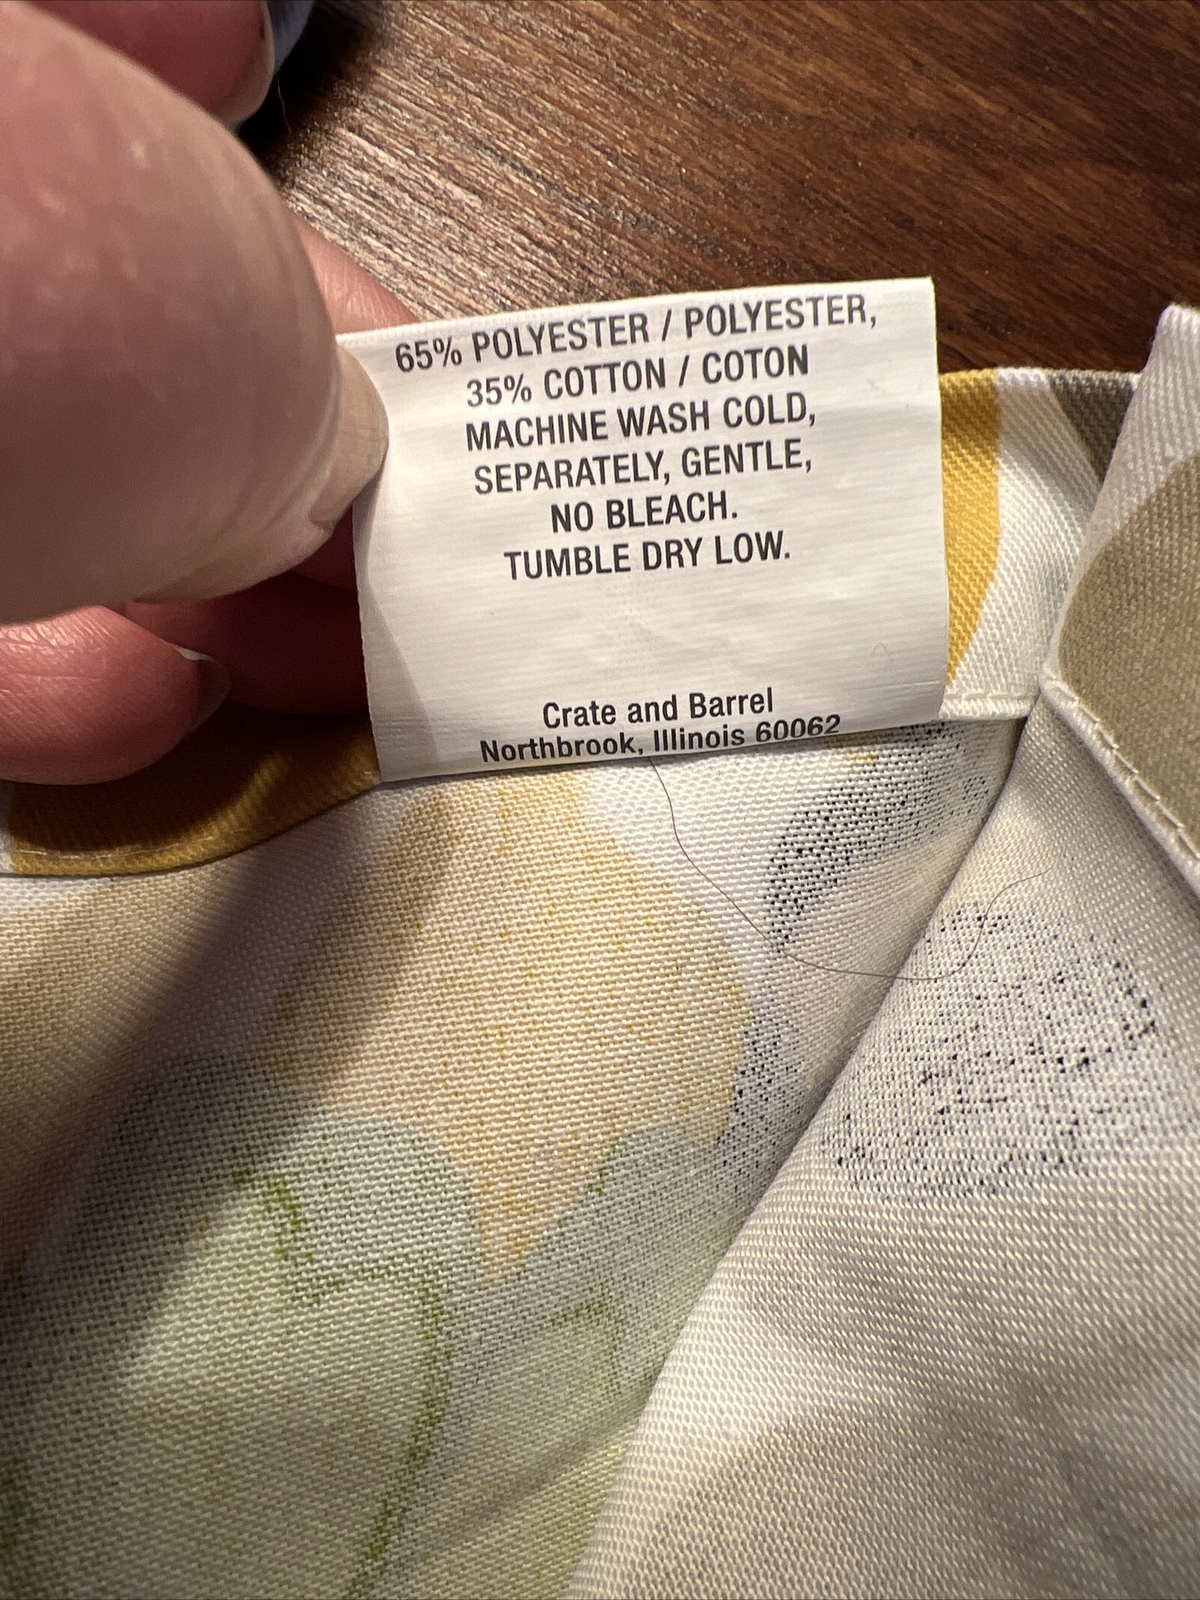 65% POLYESTER / POLYESTER,
35% COTTON / COTON
MACHINE WASH COLD,
SEPARATELY, GENTLE,
NO BLEACH.
TUMBLE DRY LOW.
Crate and Barrel
Northbrook, Illinois 60062